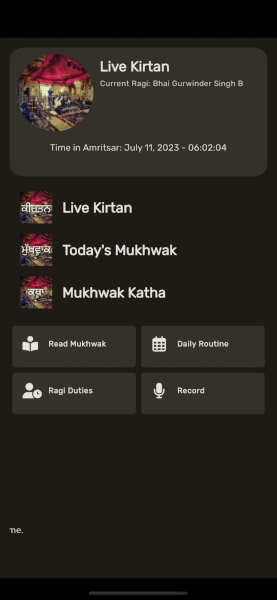 Live Kirtan
Current Ragi: Bhai Gurwinder Singh B
Time in Amritsar: July 11, 2023 - 06:02:04
ਕੀਰਤਨ
Live Kirtan
ਮੁੱਖਵਾਕ
Today's Mukhwak
ਕਥਾ
Mukhwak Katha
Read Mukhwak
Daily Routine
Ragi Duties
Record
me.